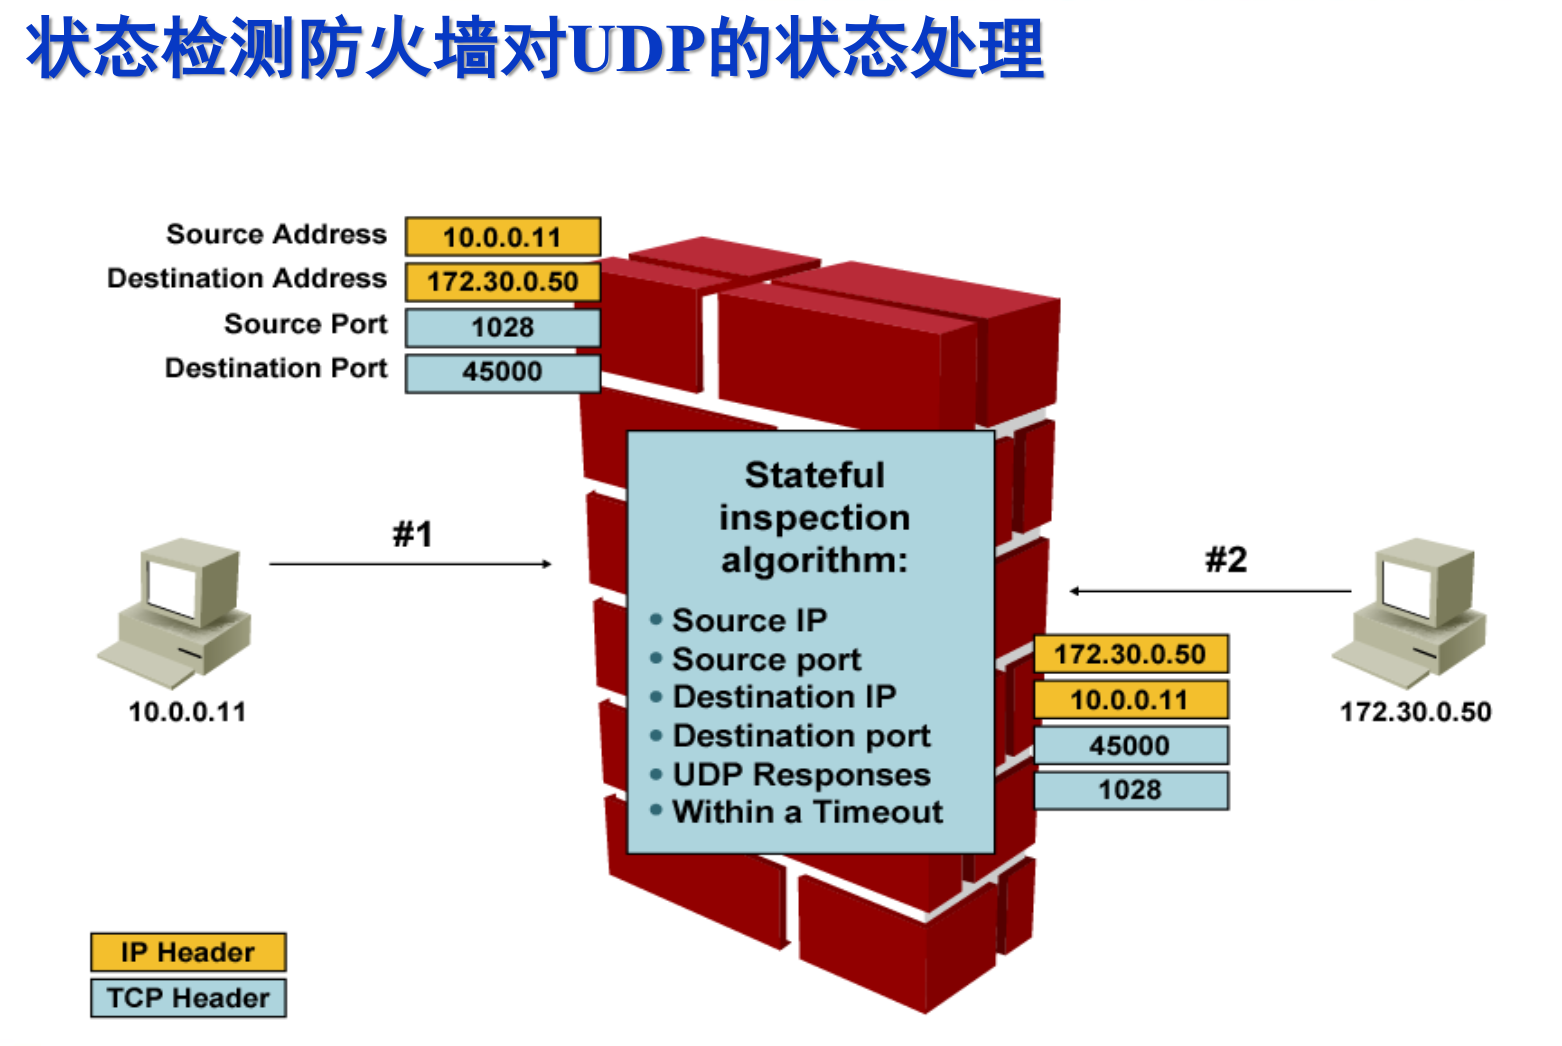 状态检测防火墙对UDP的状态处理
Source Address 10.0.0.11
Destination Address 172.30.0.50
Source Port 1028
Destination Port 45000
Stateful
inspection
algorithm:
• Source IP
• Source port
• Destination IP
• Destination port
• UDP Responses
• Within a Timeout
#1
10.0.0.11
#2
172.30.0.50
10.0.0.11
45000
1028
172.30.0.50
IP Header
TCP Header